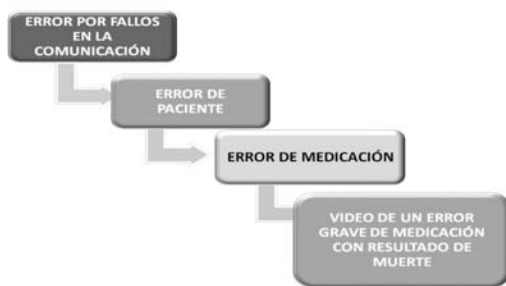 ERROR POR FALLOS
EN LA
COMUNICACIÓN
ERROR DE
PACIENTE
ERROR DE MEDICACIÓN
VIDEO DE UN ERROR
GRAVE DE MEDICACIÓN
CON RESULTADO DE
MUERTE